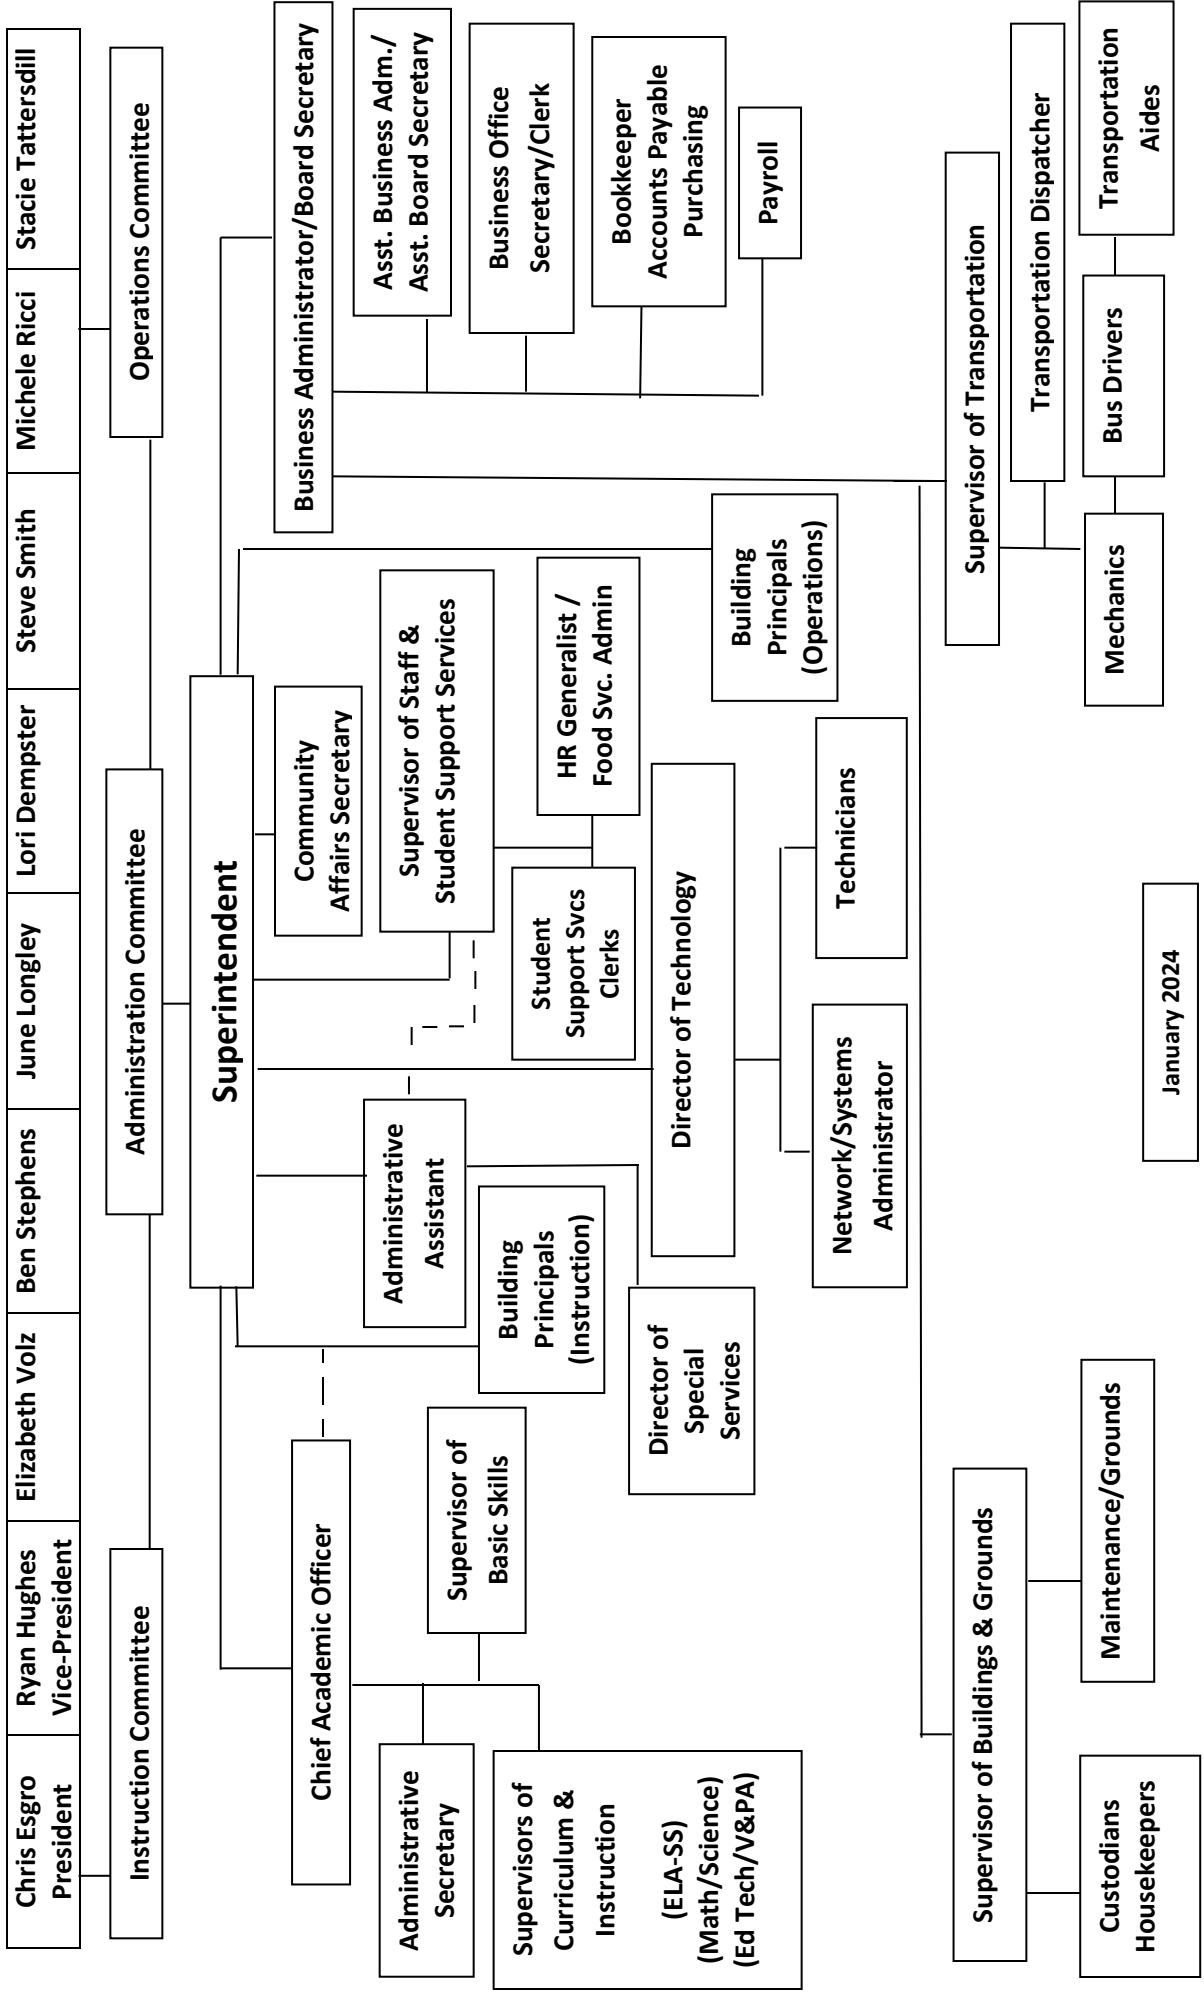 Chris Esgro
President
Ryan Hughes
Vice-President
Elizabeth Volz
Ben Stephens
June Longley
Lori Dempster
Steve Smith
Michele Ricci
Stacie Tattersdill
Instruction Committee
Administration Committee
Operations Committee
Superintendent
Chief Academic Officer
Community
Affairs Secretary
Business Administrator/Board Secretary
Administrative
Secretary
Supervisor of
Basic Skills
Supervisors of
Curriculum &
Instruction
(ELA-SS)
(Math/Science)
(Ed Tech/V&PA)
Administrative
Assistant
Building
Principals
(Instruction)
Director of
Special
Services
Supervisor of Staff &
Student Support Services
Student
Support Svcs
Clerks
HR Generalist /
Food Svc. Admin
Director of Technology
Network/Systems
Administrator
Technicians
Building
Principals
(Operations)
Asst. Business Adm./
Asst. Board Secretary
Business Office
Secretary/Clerk
Bookkeeper
Accounts Payable
Purchasing
Payroll
Supervisor of Buildings & Grounds
Custodians
Housekeepers
Maintenance/Grounds
Supervisor of Transportation
Transportation Dispatcher
Mechanics
Bus Drivers
Transportation
Aides
January 2024